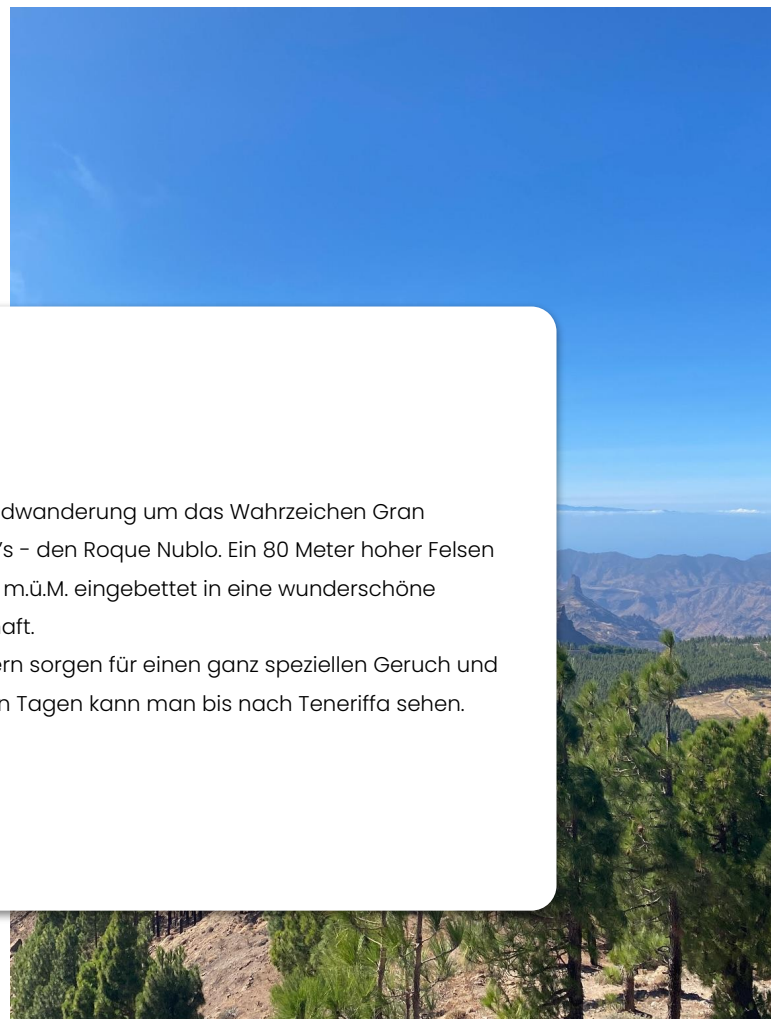 dwanderung um das Wahrzeichen Gran
's - den Roque Nublo. Ein 80 Meter hoher Felsen
m.ü.M. eingebettet in eine wunderschöne
aft.
rn sorgen für einen ganz speziellen Geruch und
n Tagen kann man bis nach Teneriffa sehen.